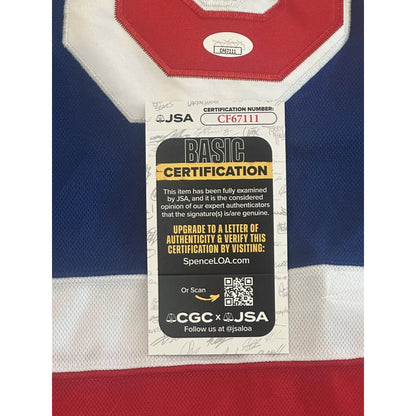 CF67111
JSA
CERTIFICATION NUMBER:
CF67111
BASIC
CERTIFICATION
This item has been fully examined
by JSA, and it is the considered
opinion of our expert authenticators
that the signature(s) is/are genuine.
UPGRADE TO A LETTER OF
AUTHENTICITY & VERIFY THIS
CERTIFICATION BY VISITING:
SpenceLOA.com
Or Scan
CGC x JSA
Follow us @jsaloa